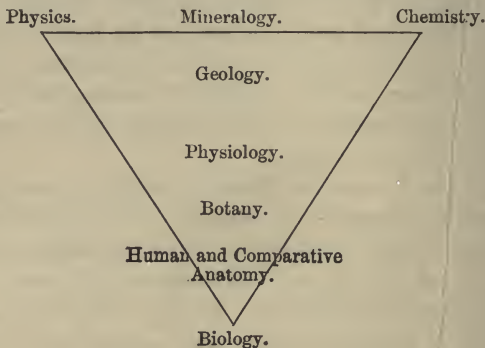 Physics. Mineralogy. Chemistry.
Geology.
Physiology.
Botany.
Human and Comparative
Anatomy.
Biology.